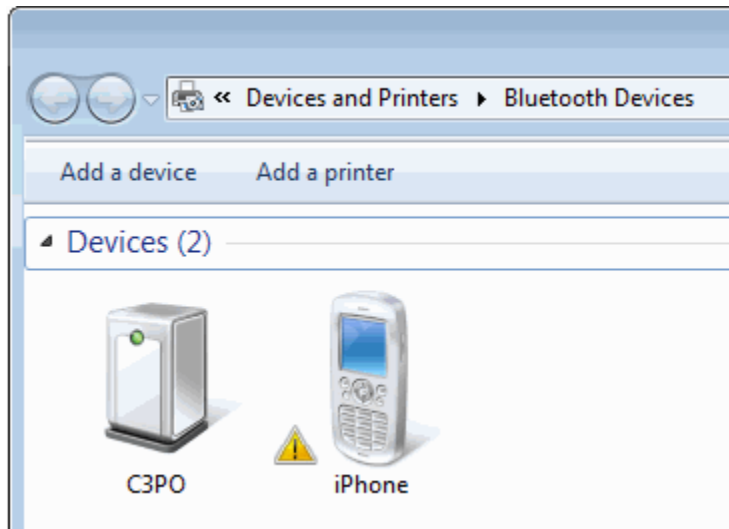 « Devices and Printers ▸ Bluetooth Devices
Add a device Add a printer
Devices (2)
C3PO iPhone